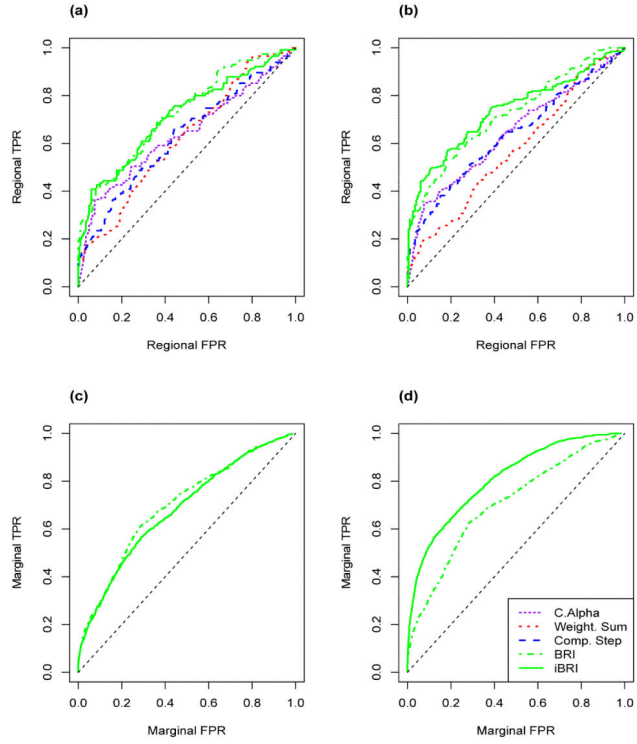 (a)
1.0
0.8
0.6
0.4
0.2
0.0
Regional TPR
0.0 0.2 0.4 0.6 0.8 1.0
Regional FPR
(b)
1.0
0.8
0.6
0.4
0.2
0.0
Regional TPR
0.0 0.2 0.4 0.6 0.8 1.0
Regional FPR
(c)
1.0
0.8
0.6
0.4
0.2
0.0
Marginal TPR
0.0 0.2 0.4 0.6 0.8 1.0
Marginal FPR
(d)
1.0
0.8
0.6
0.4
0.2
0.0
Marginal TPR
C.Alpha
Weight. Sum
Comp. Step
BRI
iBRI
0.0 0.2 0.4 0.6 0.8 1.0
Marginal FPR